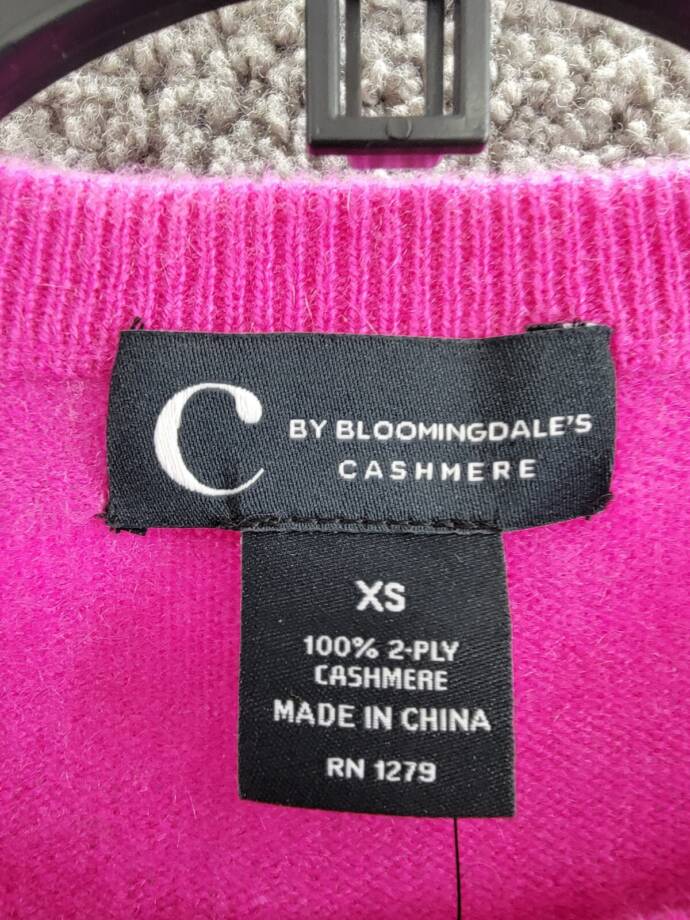 C
BY BLOOMINGDALE'S
CASHMERE
XS
100% 2-PLY
CASHMERE
MADE IN CHINA
RN 1279